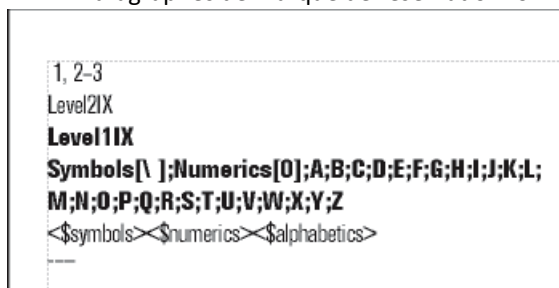 1, 2–3
Level2IX
Level1IX
Symbols[\ ];Numerics[0];A;B;C;D;E;F;G;H;I;J;K;L;
M;N;O;P;Q;R;S;T;U;V;W;X;Y;Z
<$symbols><$numerics><$alphabetics>
---